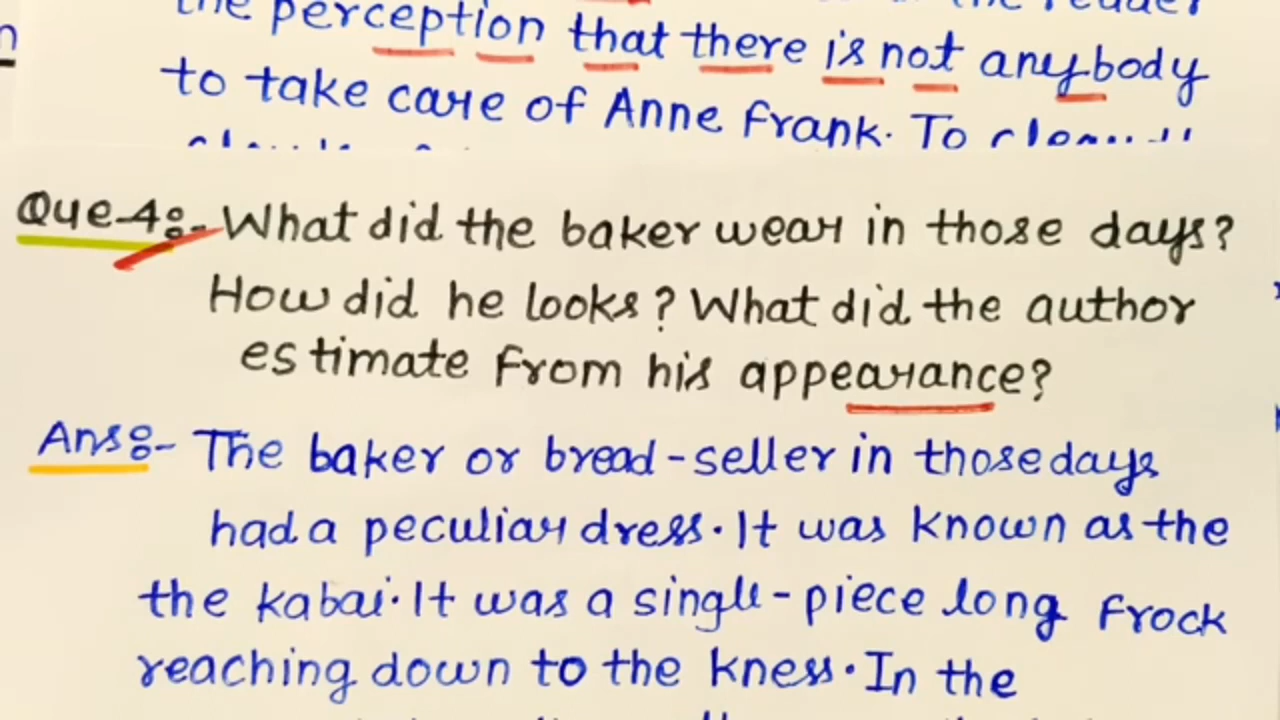 the perception that there is not anybody
to take care of Anne Frank. To
Que-4:- What did the baker wear in those days?
How did he looks? What did the author
estimate from his appearance?
Ans:- The baker or bread-seller in those days
had a peculiar dress. It was known as the
the kabai. It was a single-piece long frock
reaching down to the kness. In the